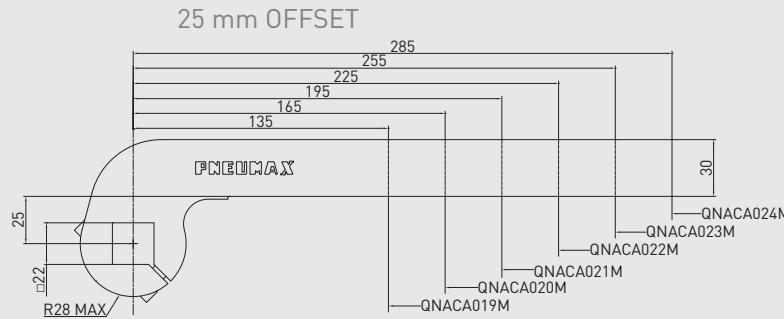 25 mm OFFSET
285
255
225
195
165
135
PNEUMAX
30
25
□22
R28 MAX
QNACA024M
QNACA023M
QNACA022M
QNACA021M
QNACA020M
QNACA019M